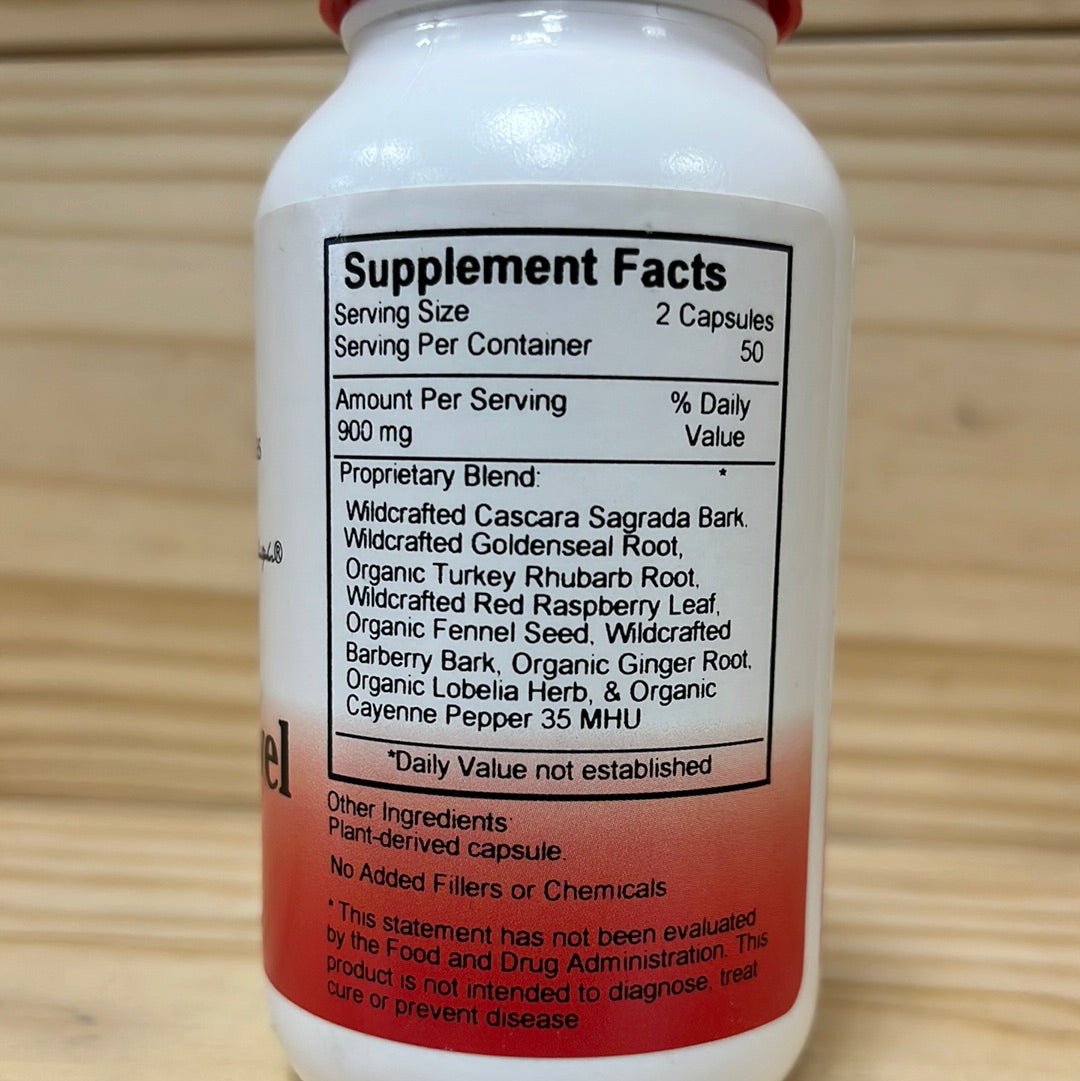 Supplement Facts
Serving Size 2 Capsules
Serving Per Container 50
Amount Per Serving % Daily
900 mg Value
Proprietary Blend: *
Wildcrafted Cascara Sagrada Bark,
Wildcrafted Goldenseal Root,
Organic Turkey Rhubarb Root,
Wildcrafted Red Raspberry Leaf,
Organic Fennel Seed, Wildcrafted
Barberry Bark, Organic Ginger Root,
Organic Lobelia Herb, & Organic
Cayenne Pepper 35 MHU
*Daily Value not established
Other Ingredients:
Plant-derived capsule.
No Added Fillers or Chemicals
* This statement has not been evaluated
by the Food and Drug Administration. This
product is not intended to diagnose, treat
cure or prevent disease